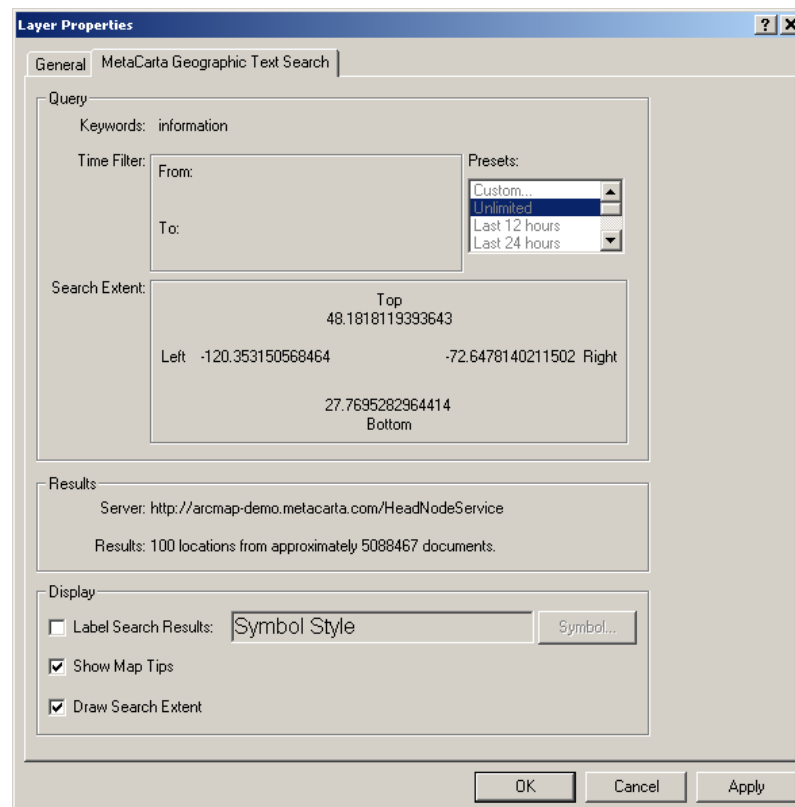 Layer Properties
General
MetaCarta Geographic Text Search
Query
Keywords: information
Time Filter:
From:
To:
Presets:
Custom...
Unlimited
Last 12 hours
Last 24 hours
Search Extent:
Top
48.1818119393643
Left -120.353150568464 -72.6478140211502 Right
27.7695282964414
Bottom
Results
Server: http://arcmap-demo.metacarta.com/HeadNodeService
Results: 100 locations from approximately 5088467 documents.
Display
Label Search Results: Symbol Style Symbol...
Show Map Tips
Draw Search Extent
OK Cancel Apply